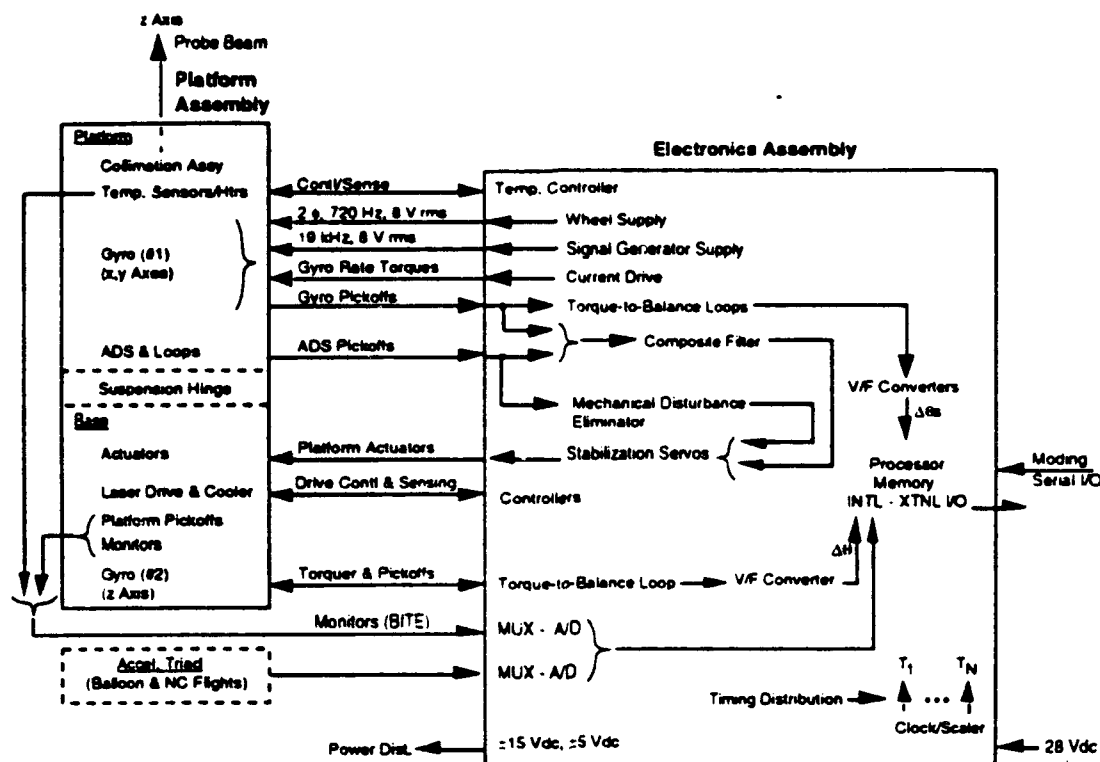 z Axis
Probe Beam
Platform
Assembly
Platform
Collimation Assy
Temp. Sensors/Htrs
Gyro (#1)
(x,y Axes)
ADS & Loops
Suspension Hinges
Base
Actuators
Laser Drive & Cooler
Platform Pickoffs
Monitors
Gyro (#2)
(z Axis)
Accel. Triad
(Balloon & NC Flights)
Contl/Sense
2 ϕ, 720 Hz, 8 V rms
19 kHz, 8 V rms
Gyro Rate Torques
Gyro Pickoffs
ADS Pickoffs
Platform Actuators
Drive Contl & Sensing
Torquer & Pickoffs
Monitors (BITE)
Power Dist.
Electronics Assembly
Temp. Controller
Wheel Supply
Signal Generator Supply
Current Drive
Torque-to-Balance Loops
Composite Filter
V/F Converters
Δθs
Mechanical Disturbance
Eliminator
Stabilization Servos
Controllers
Processor
Memory
INTL - XTNL I/O
Moding
Serial I/O
Torque-to-Balance Loop
V/F Converter
MUX - A/D
MUX - A/D
T1 ... TN
Timing Distribution
Clock/Scaler
±15 Vdc, ±5 Vdc
28 Vdc